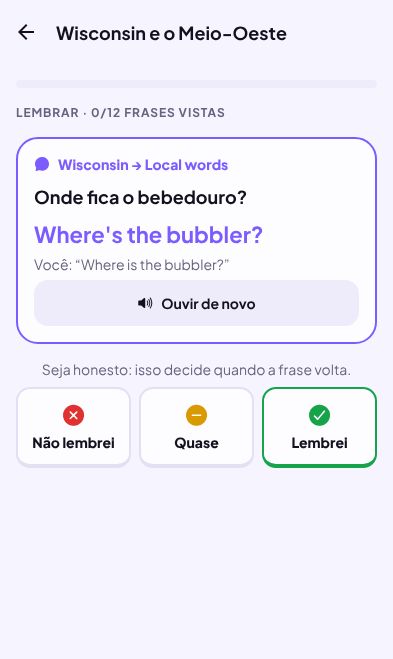 Wisconsin e o Meio-Oeste
LEMBRAR · 0/12 FRASES VISTAS
Wisconsin → Local words
Onde fica o bebedouro?
Where's the bubbler?
Você: “Where is the bubbler?”
Ouvir de novo
Seja honesto: isso decide quando a frase volta.
Não lembrei
Quase
Lembrei